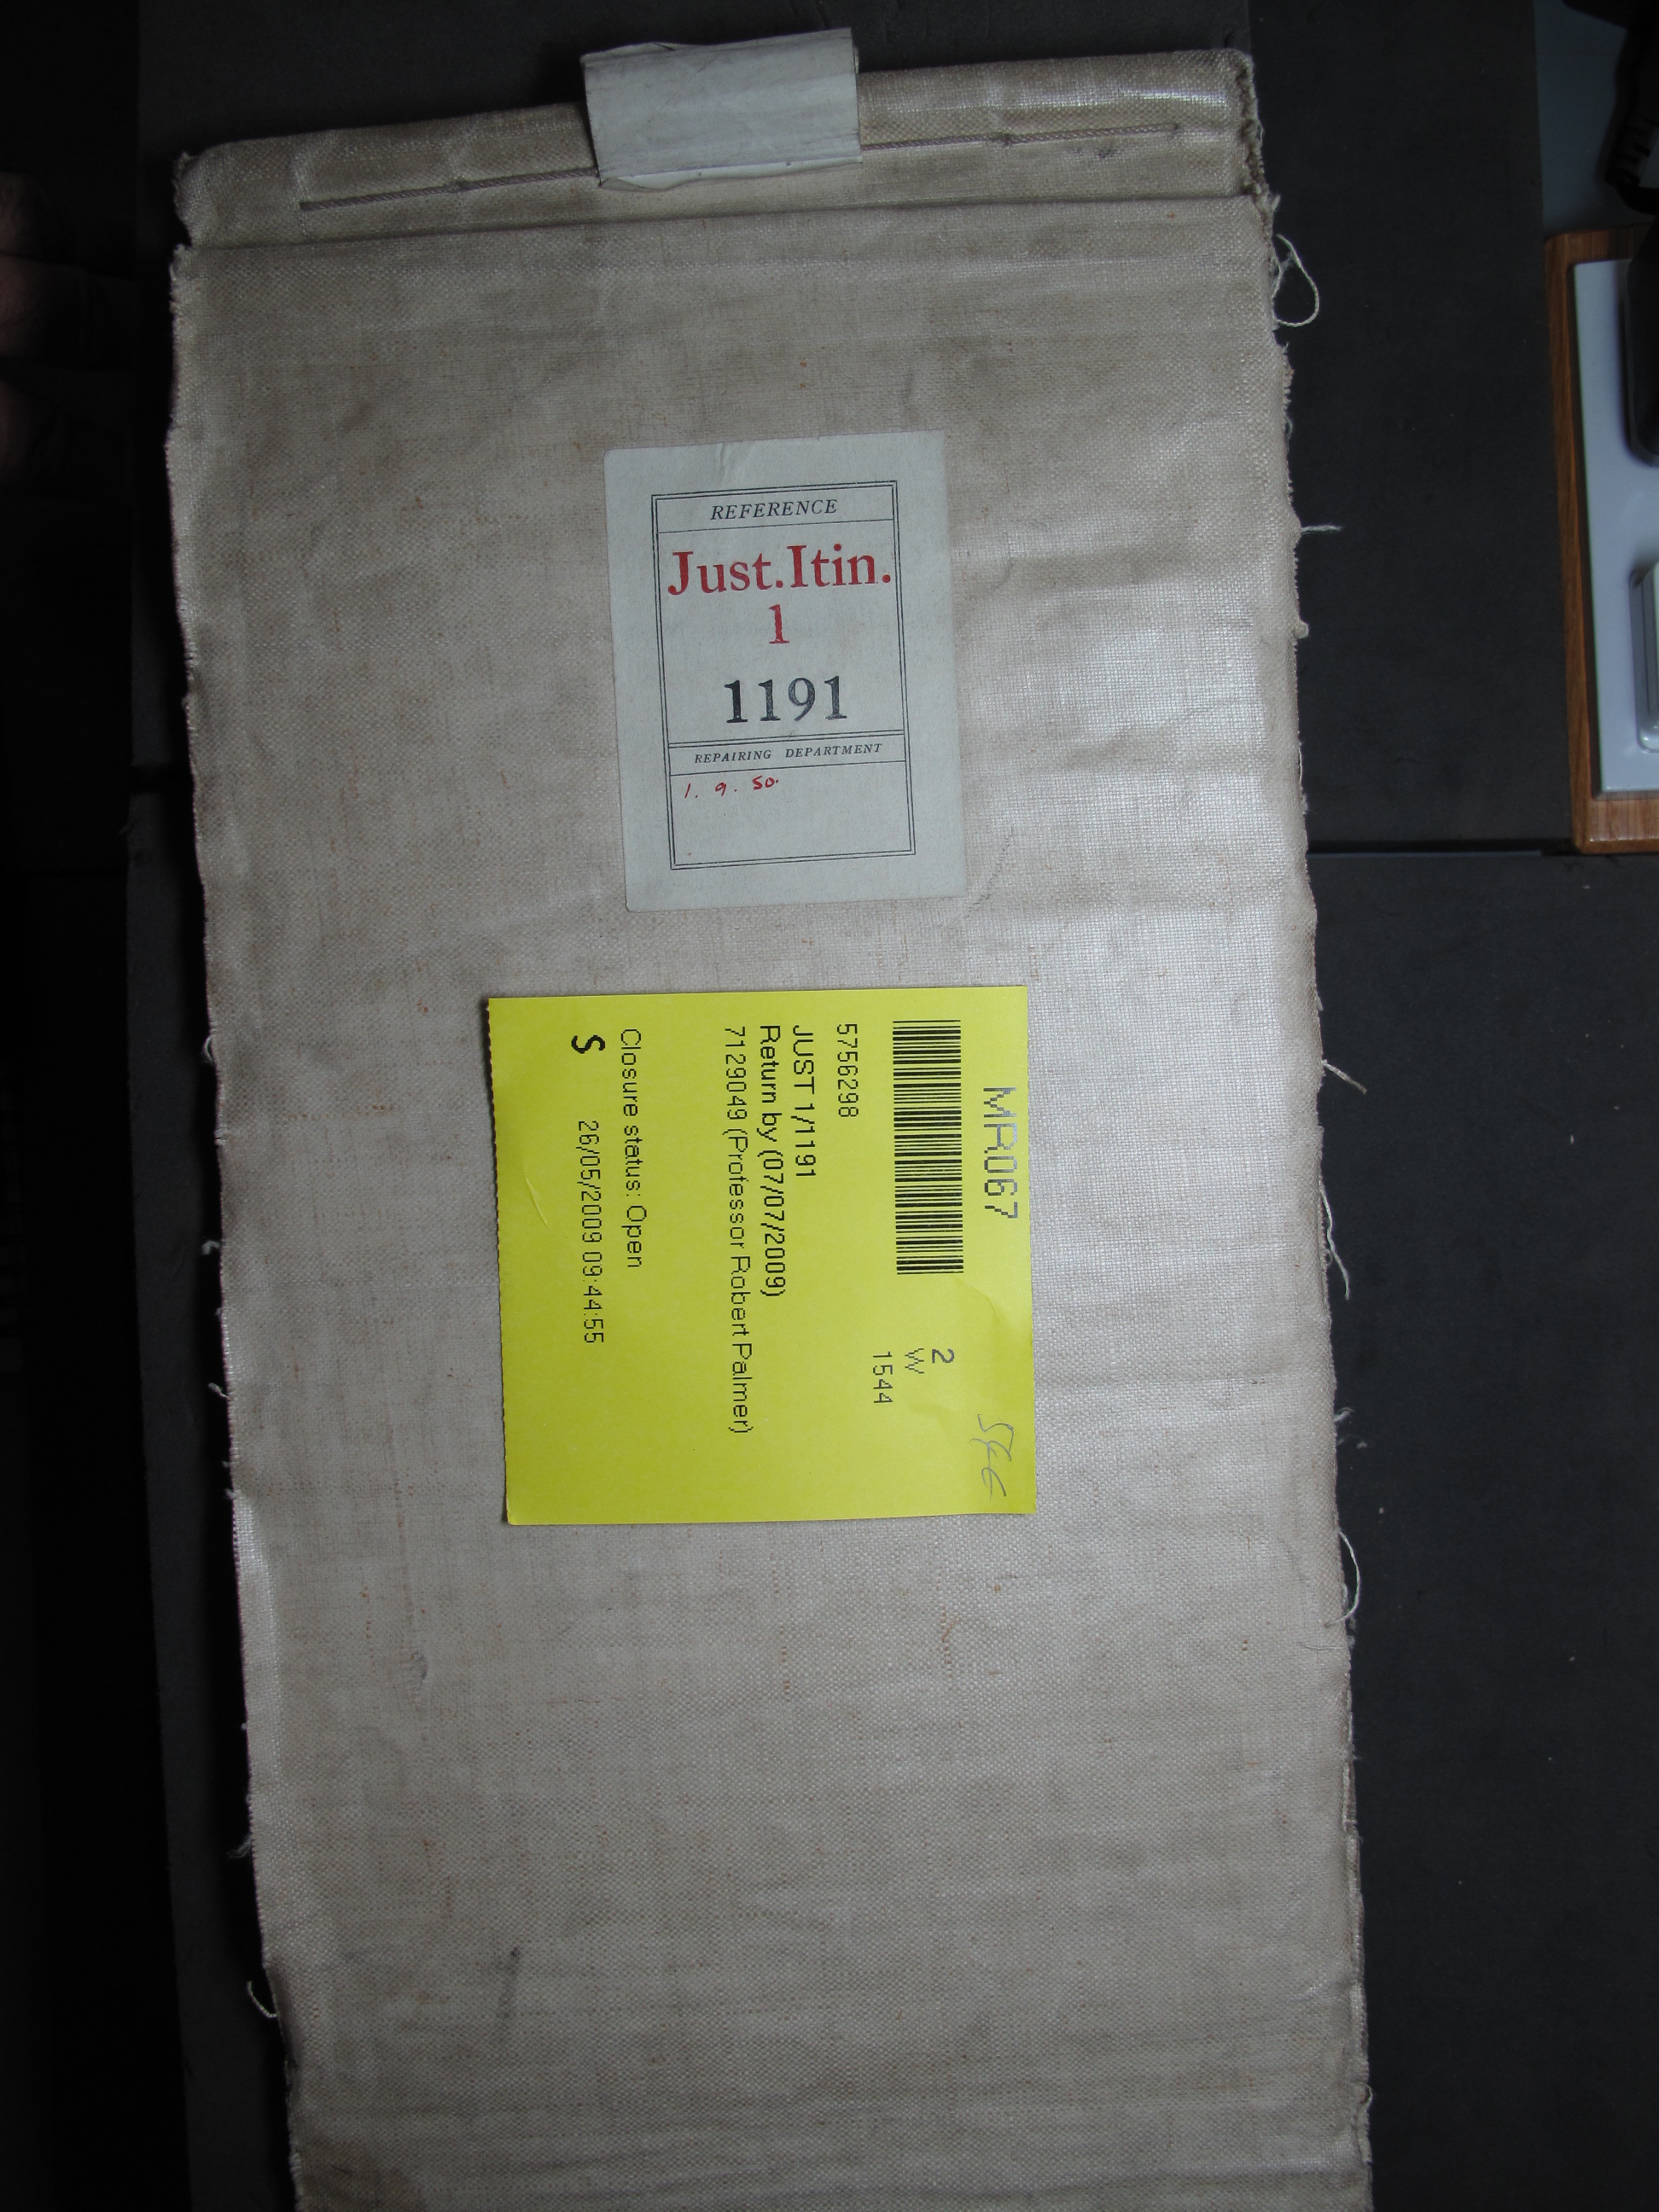 REFERENCE
Just.Itin.
1
1191
REPAIRING DEPARTMENT
1. 9. 50.
MR067
2
W
1544
5756298
JUST 1/1191
Return by (07/07/2009)
7129049 (Professor Robert Palmer)
Closure status: Open
S 26/05/2009 09:44:55